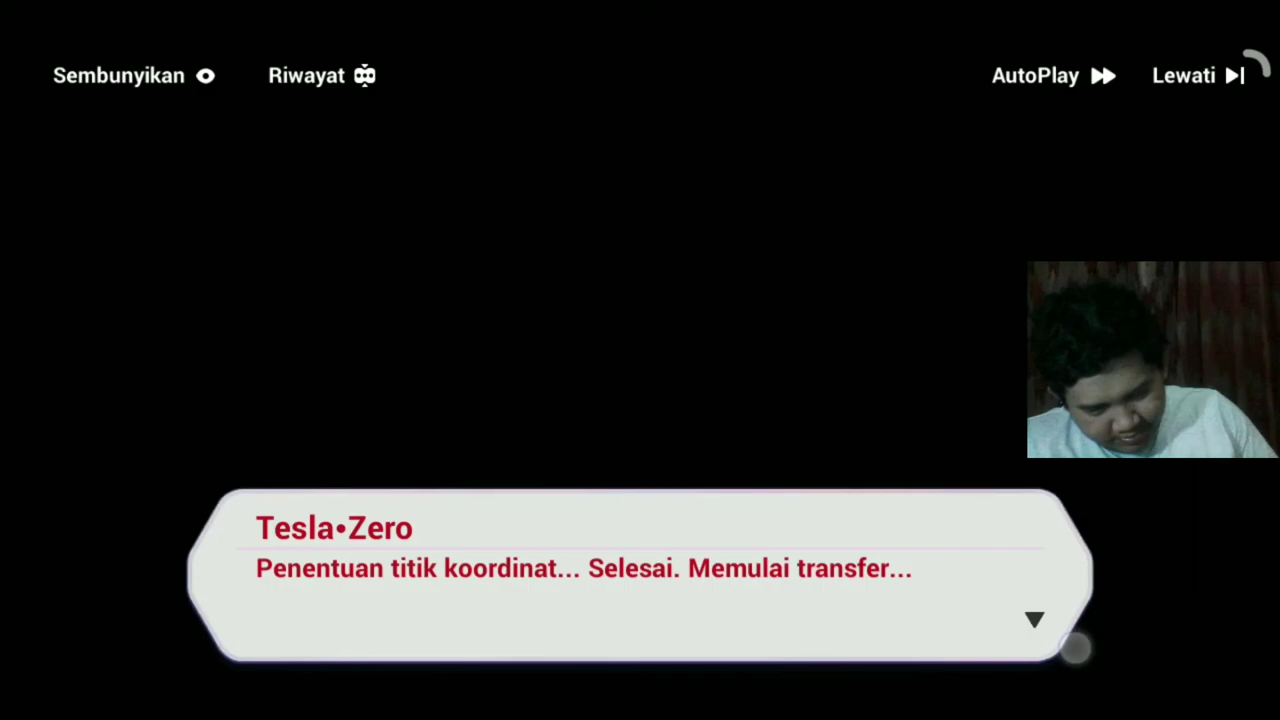 Sembunyikan
Riwayat
AutoPlay
Lewati
Tesla•Zero
Penentuan titik koordinat... Selesai. Memulai transfer...